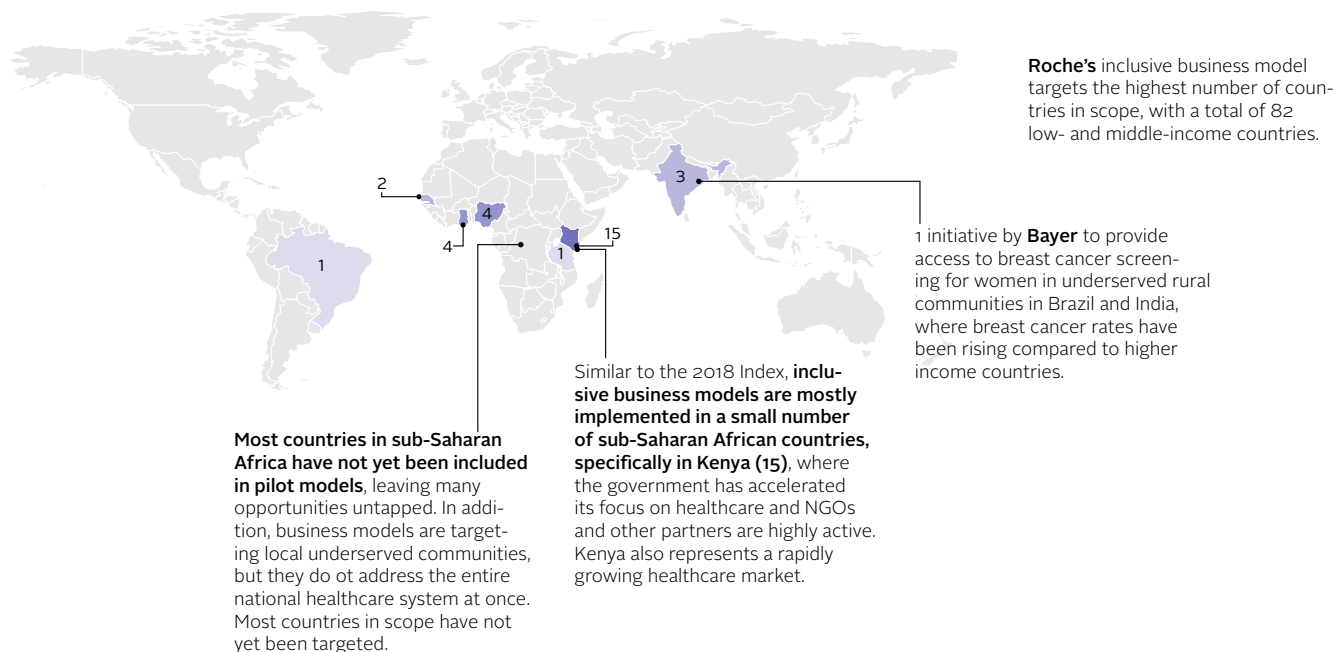 Roche's inclusive business model
targets the highest number of coun-
tries in scope, with a total of 82
low- and middle-income countries.
2
3
4
4
15
1
1
1 initiative by Bayer to provide
access to breast cancer screen-
ing for women in underserved rural
communities in Brazil and India,
where breast cancer rates have
been rising compared to higher
income countries.
Similar to the 2018 Index, inclu-
sive business models are mostly
implemented in a small number
of sub-Saharan African countries,
specifically in Kenya (15), where
the government has accelerated
its focus on healthcare and NGOs
and other partners are highly active.
Kenya also represents a rapidly
growing healthcare market.
Most countries in sub-Saharan
Africa have not yet been included
in pilot models, leaving many
opportunities untapped. In addi-
tion, business models are target-
ing local underserved communities,
but they do ot address the entire
national healthcare system at once.
Most countries in scope have not
yet been targeted.